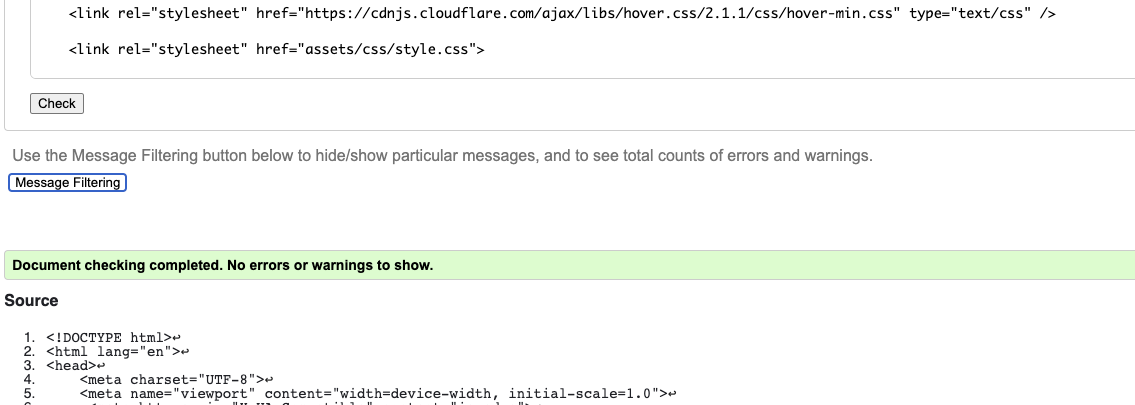 <link rel="stylesheet" href="https://cdnjs.cloudflare.com/ajax/libs/hover.css/2.1.1/css/hover-min.css" type="text/css" />
<link rel="stylesheet" href="assets/css/style.css">
Check
Use the Message Filtering button below to hide/show particular messages, and to see total counts of errors and warnings.
Message Filtering
Document checking completed. No errors or warnings to show.
Source
1. <!DOCTYPE html>↩
2. <html lang="en">↩
3. <head>↩
4. <meta charset="UTF-8">↩
5. <meta name="viewport" content="width=device-width, initial-scale=1.0">↩